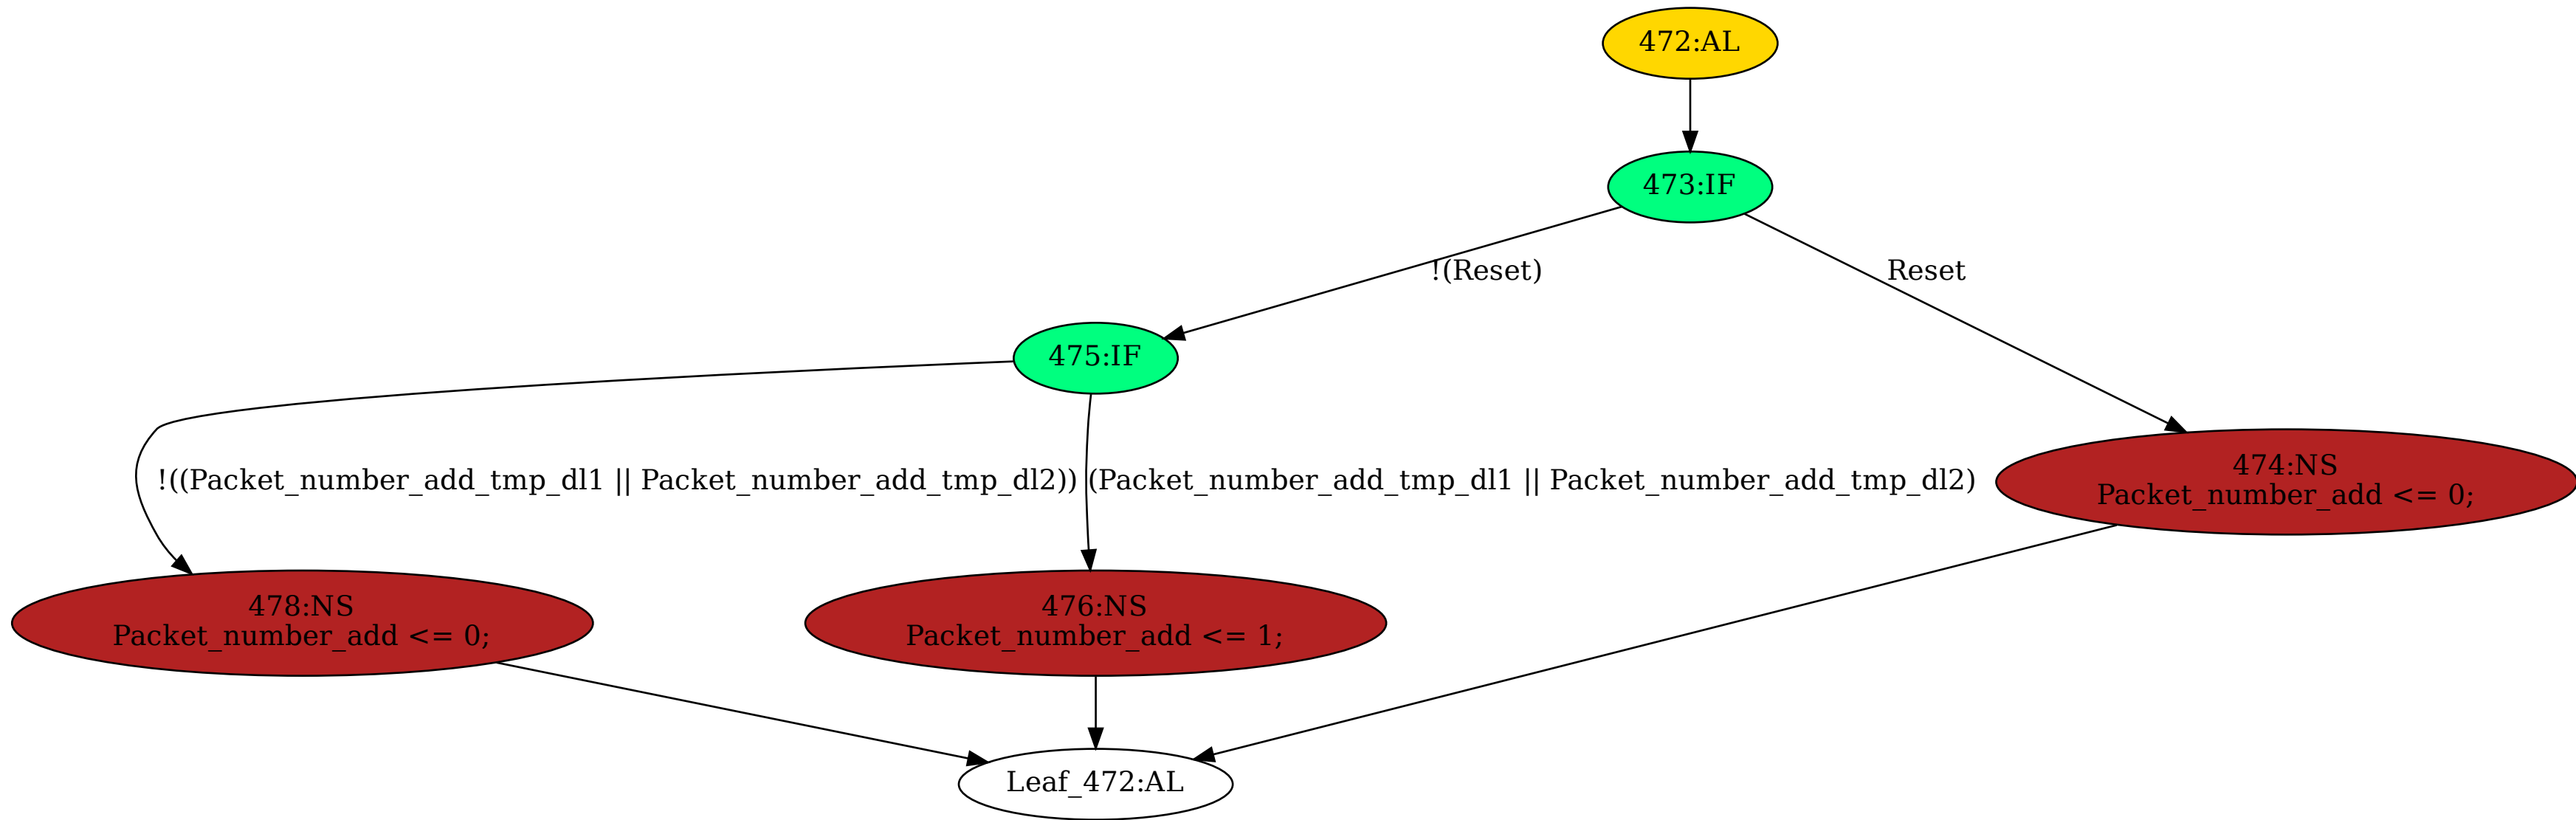 472:AL
473:IF
!(Reset)
Reset
475:IF
!((Packet_number_add_tmp_dl1 || Packet_number_add_tmp_dl2))
(Packet_number_add_tmp_dl1 || Packet_number_add_tmp_dl2)
474:NS
Packet_number_add <= 0;
478:NS
Packet_number_add <= 0;
476:NS
Packet_number_add <= 1;
Leaf_472:AL